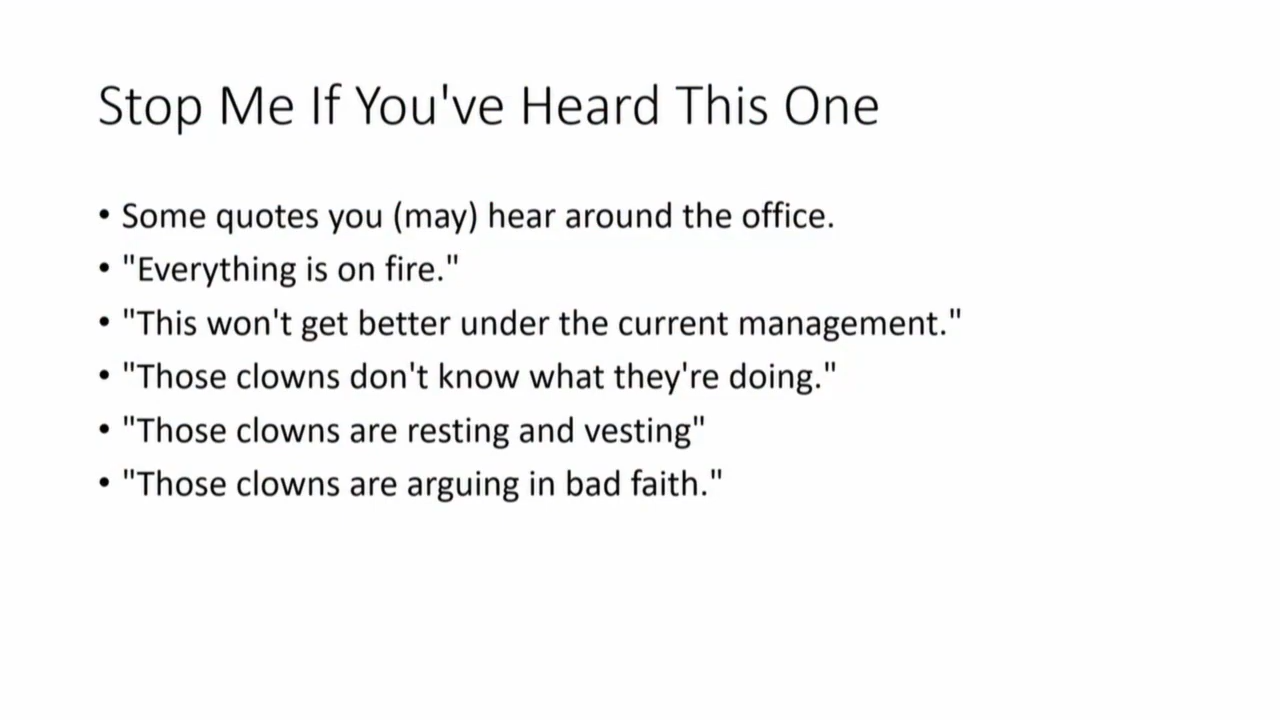 Stop Me If You've Heard This One
• Some quotes you (may) hear around the office.
• "Everything is on fire."
• "This won't get better under the current management."
• "Those clowns don't know what they're doing."
• "Those clowns are resting and vesting"
• "Those clowns are arguing in bad faith."